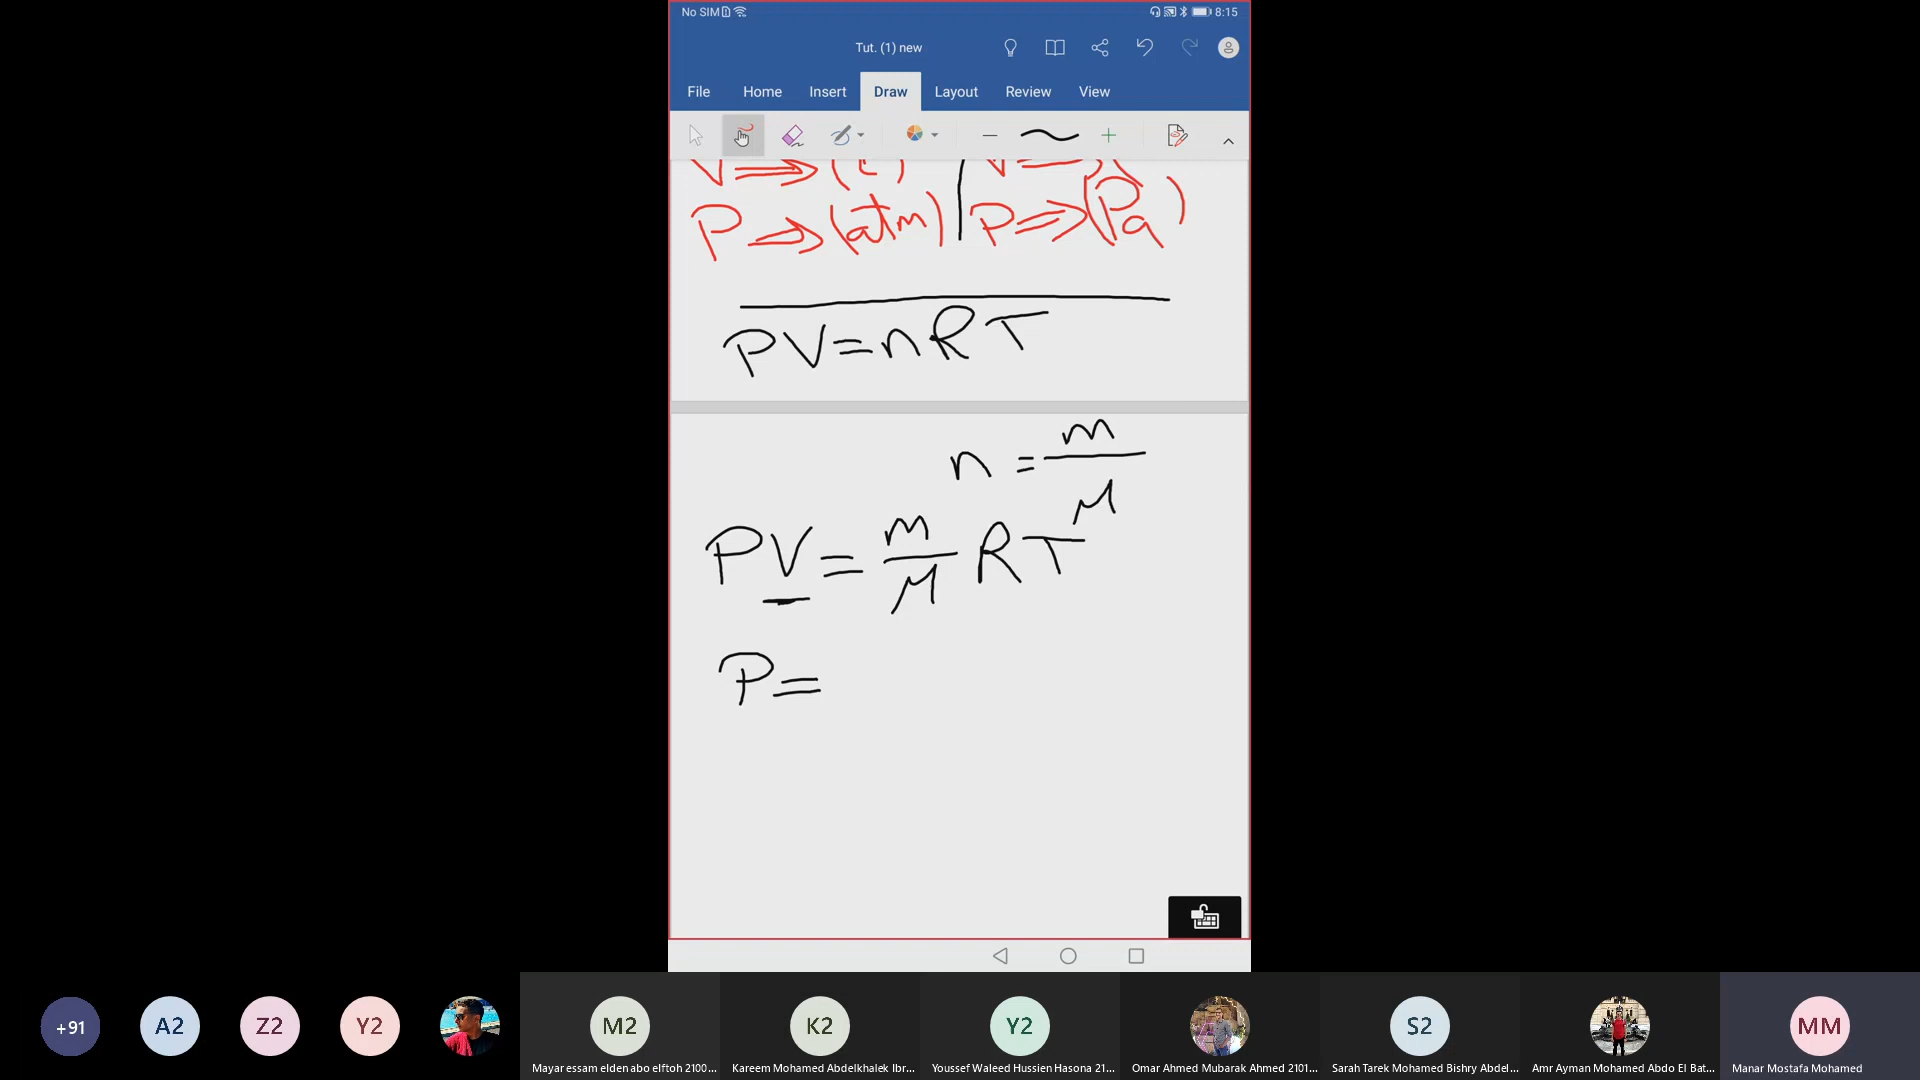 No SIM 8:15
Tut. (1) new
File Home Insert Draw Layout Review View
P ⇒ (atm) | P ⇒ (Pa)
PV=nRT
n = m/M
PV = m/M RT
P=
+91 A2 Z2 Y2 M2 K2 Y2 S2 MM
Mayar essam elden abo elftoh 2100... Kareem Mohamed Abdelkhalek Ibr... Youssef Waleed Hussien Hasona 21... Omar Ahmed Mubarak Ahmed 2101... Sarah Tarek Mohamed Bishry Abdel... Amr Ayman Mohamed Abdo El Bat... Manar Mostafa Mohamed